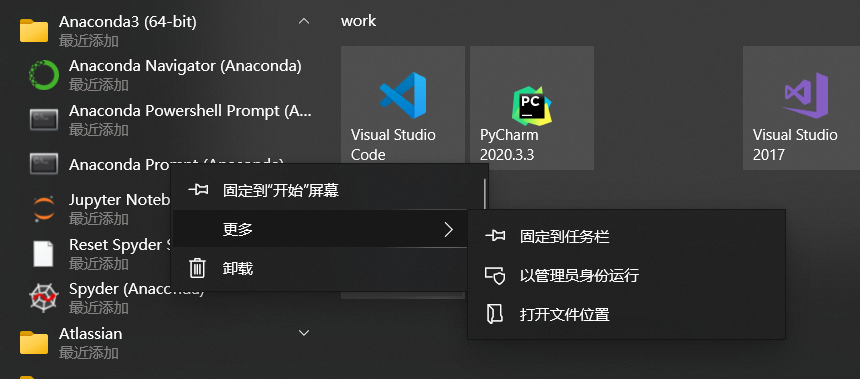 Anaconda3 (64-bit)
最近添加
Anaconda Navigator (Anaconda)
最近添加
Anaconda Powershell Prompt (A...
最近添加
Anaconda Prompt (Anaconda)
Jupyter Noteb
最近添加
Reset Spyder S
最近添加
Spyder (Anaconda)
最近添加
Atlassian
最近添加
work
Visual Studio
Code
PC
PyCharm
2020.3.3
Visual Studio
2017
固定到"开始"屏幕
更多
卸载
固定到任务栏
以管理员身份运行
打开文件位置